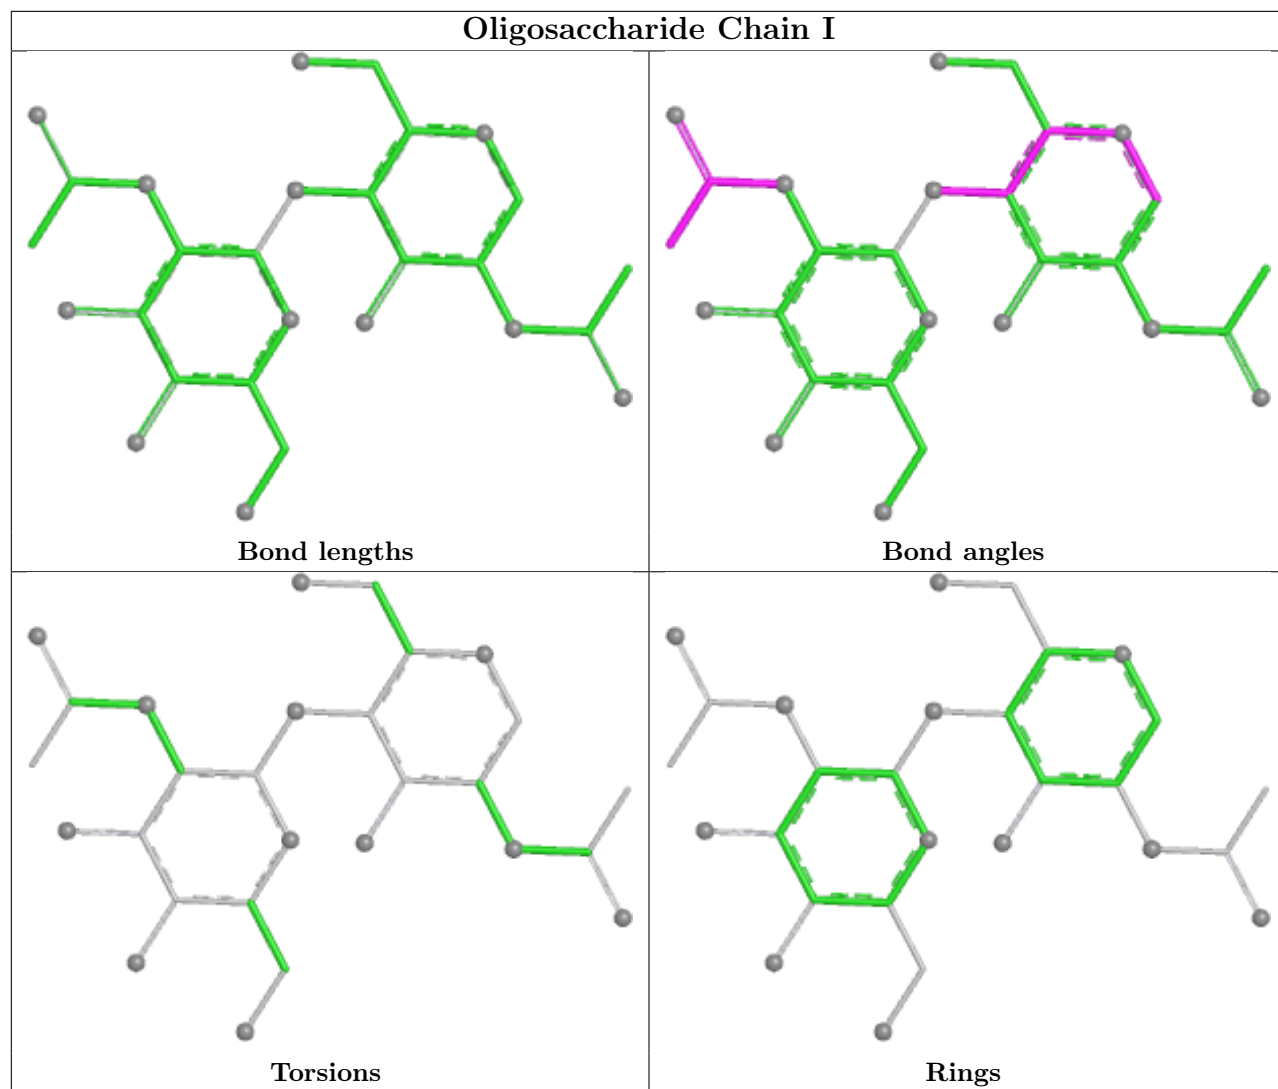 Oligosaccharide Chain I
Bond lengths
Bond angles
Torsions
Rings